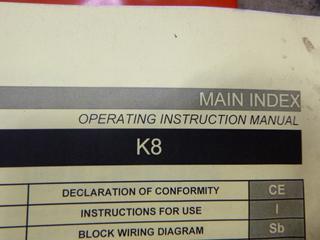 MAIN INDEX
OPERATING INSTRUCTION MANUAL
K8
DECLARATION OF CONFORMITY CE
INSTRUCTIONS FOR USE I
BLOCK WIRING DIAGRAM Sb